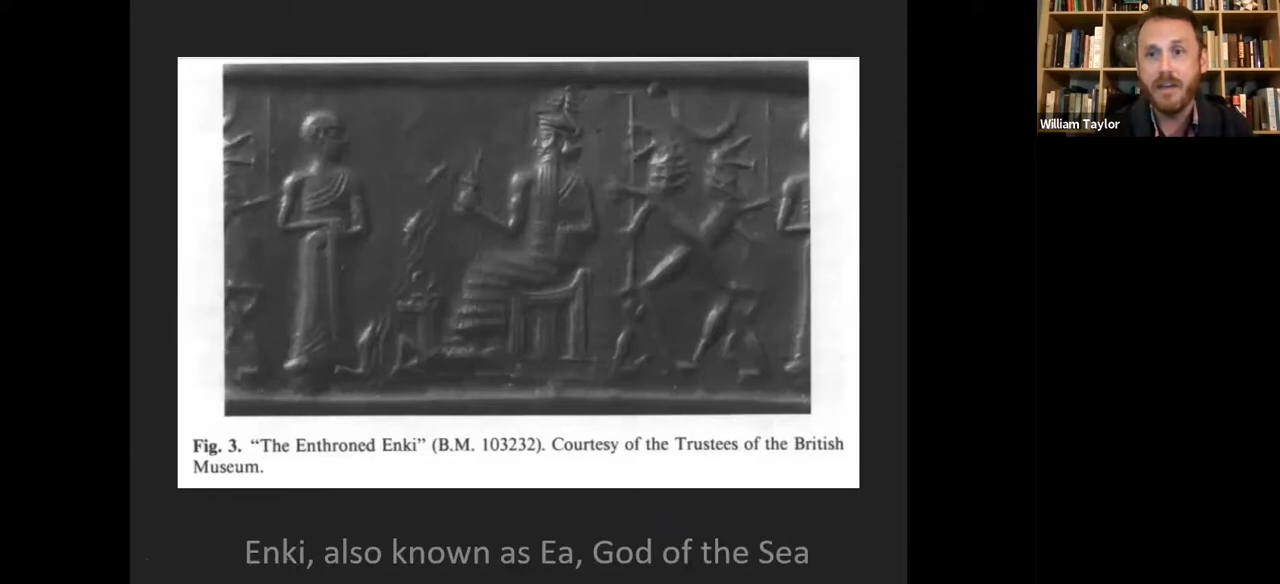 William Taylor
Fig. 3. “The Enthroned Enki” (B.M. 103232). Courtesy of the Trustees of the British
Museum.
Enki, also known as Ea, God of the Sea